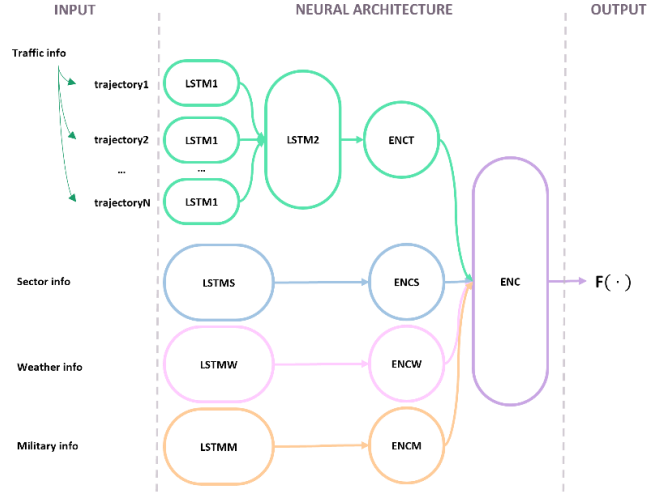 INPUT
NEURAL ARCHITECTURE
OUTPUT
Traffic info
trajectory1
LSTM1
trajectory2
LSTM1
LSTM2
ENCT
...
...
trajectoryN
LSTM1
Sector info
LSTMS
ENCS
ENC
F(·)
Weather info
LSTMW
ENCW
Military info
LSTMM
ENCM